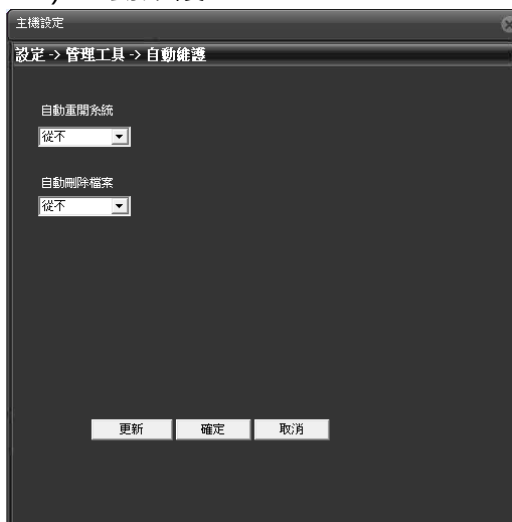 主機設定
設定 -> 管理工具 -> 自動維護
自動重開系統
從不
自動刪除檔案
從不
更新 確定 取消